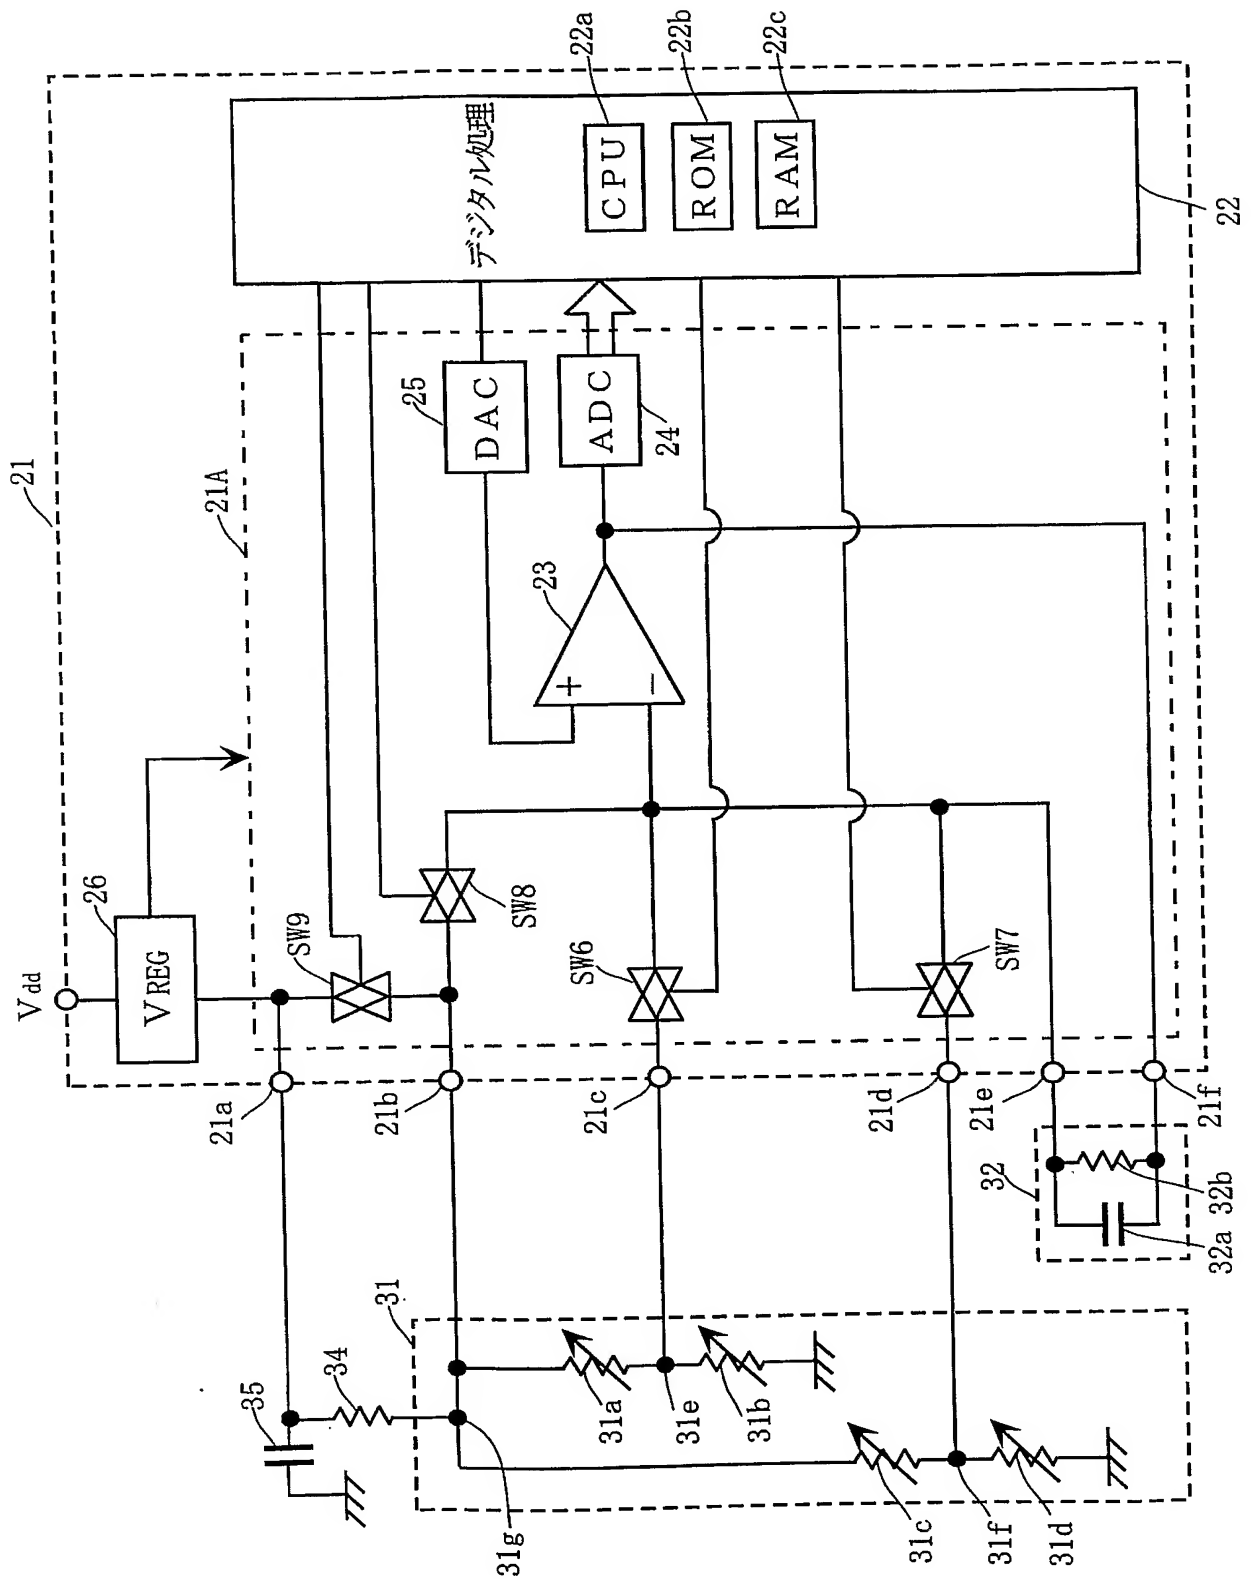 21
Vdd
26
VREG
21A
デジタル処理
CPU
22a
ROM
22b
RAM
22c
22
25
DAC
ADC
24
23
+
−
SW9
SW8
SW6
SW7
21a
21b
21c
21d
21e
21f
35
34
31
31g
31a
31e
31b
31c
31f
31d
32
32b
32a